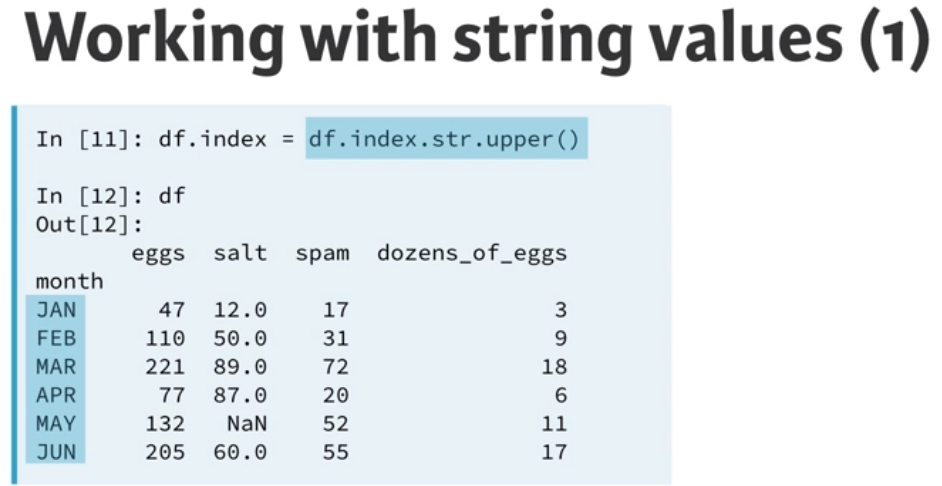 Working with string values (1)
In [11]: df.index = df.index.str.upper()
In [12]: df
Out[12]:
       eggs  salt  spam  dozens_of_eggs
month
JAN      47  12.0    17               3
FEB     110  50.0    31               9
MAR     221  89.0    72              18
APR      77  87.0    20               6
MAY     132   NaN    52              11
JUN     205  60.0    55              17